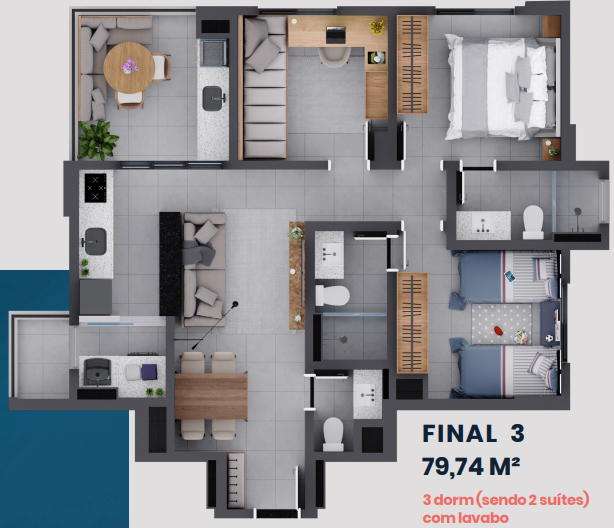 FINAL 3
79,74 M²
3 dorm (sendo 2 suítes)
com lavabo